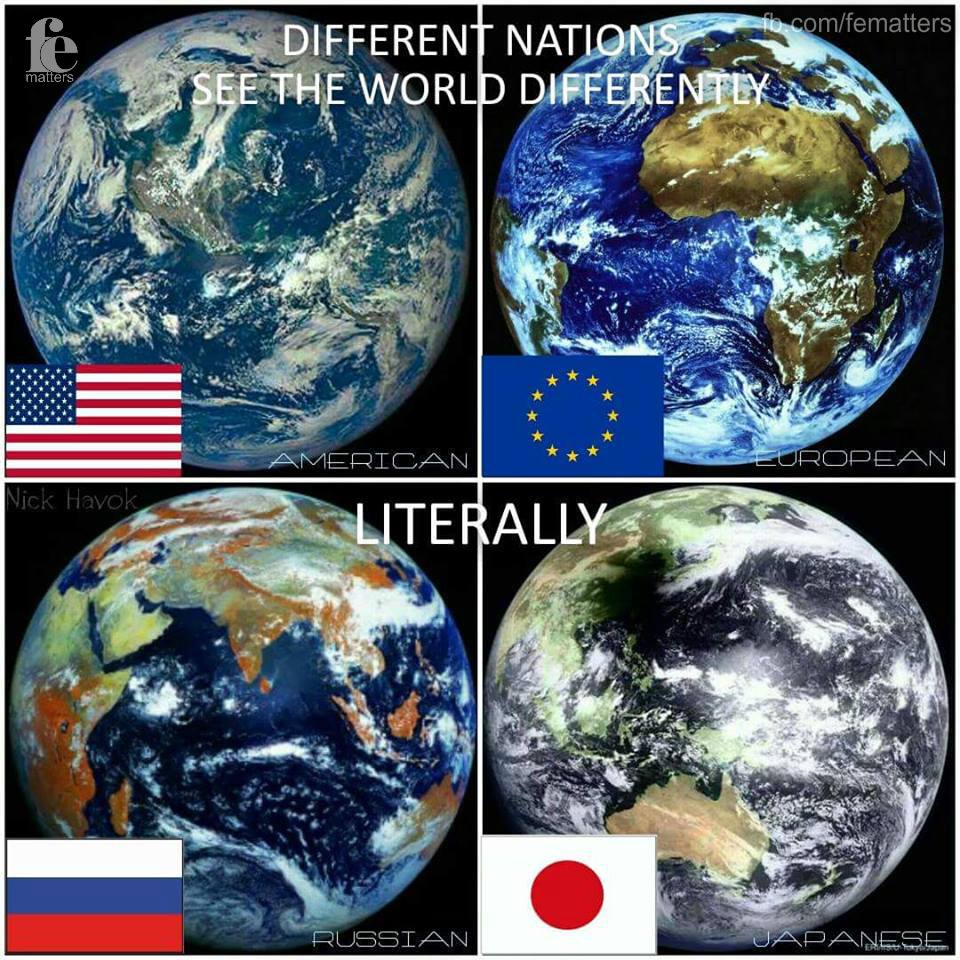 fe
matters
fb.com/fematters
DIFFERENT NATIONS
SEE THE WORLD DIFFERENTLY
AMERICAN
EUROPEAN
Nick Havok
LITERALLY
RUSSIAN
JAPANESE